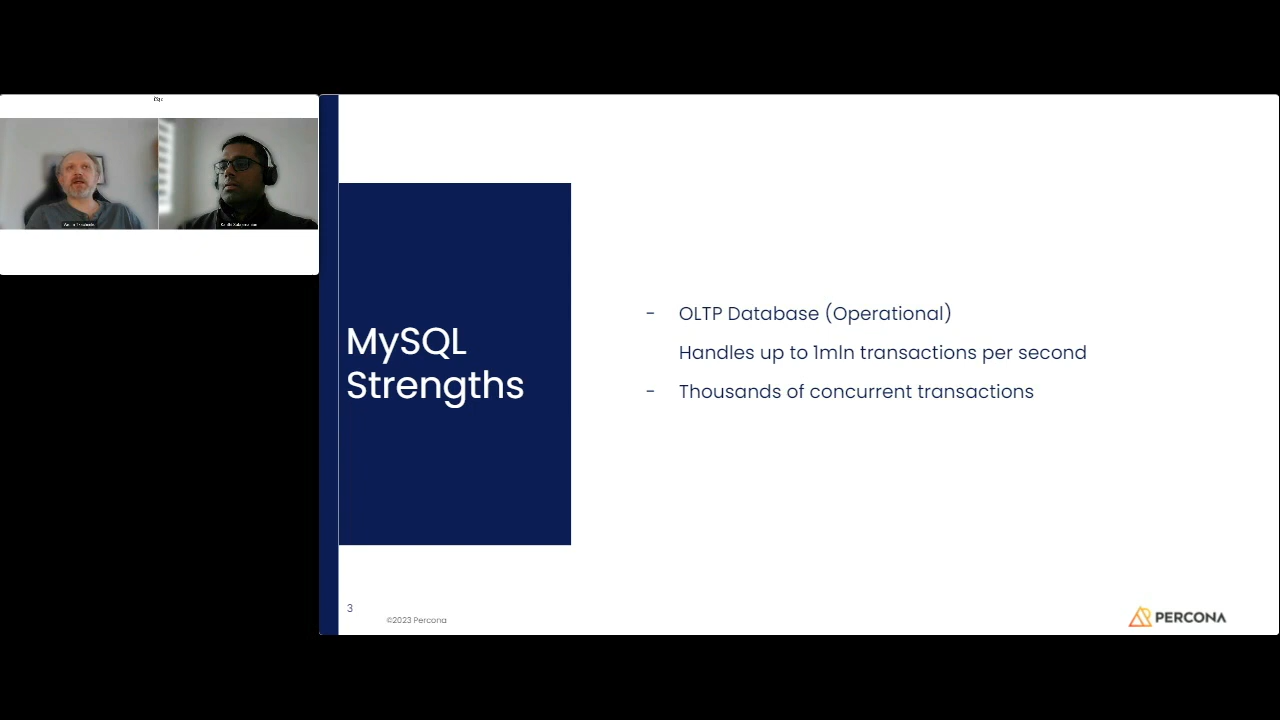 MySQL
Strengths
- OLTP Database (Operational)
Handles up to 1mln transactions per second
- Thousands of concurrent transactions
3
©2023 Percona
PERCONA